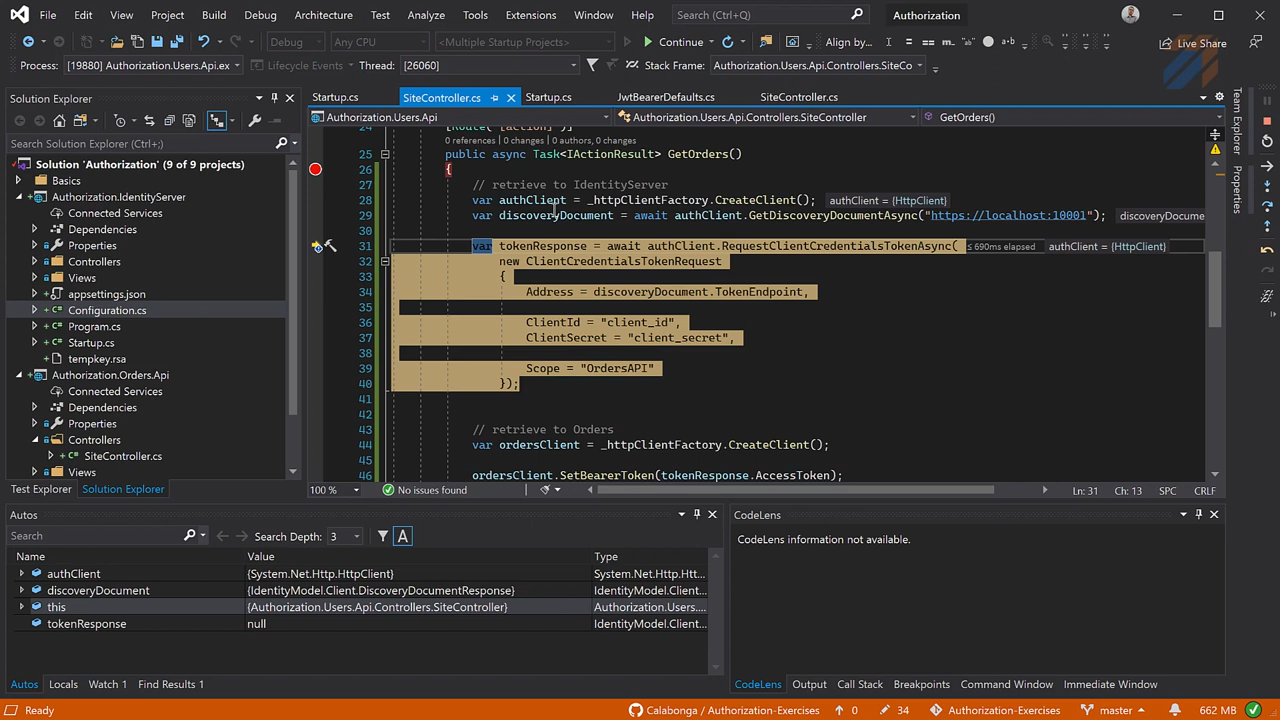 File Edit View Project Build Debug Architecture Test Analyze Tools Extensions Window Help Search (Ctrl+Q) Authorization
Debug Any CPU <Multiple Startup Projects> Continue Align by... Live Share
Process: [19880] Authorization.Users.Api.ex Lifecycle Events Thread: [26060] Stack Frame: Authorization.Users.Api.Controllers.SiteCo
Solution Explorer
Search Solution Explorer (Ctrl+;)
Solution 'Authorization' (9 of 9 projects)
Basics
Authorization.IdentityServer
Connected Services
Dependencies
Properties
Controllers
Views
appsettings.json
Configuration.cs
Program.cs
Startup.cs
tempkey.rsa
Authorization.Orders.Api
Connected Services
Dependencies
Properties
Controllers
SiteController.cs
Views
Test Explorer Solution Explorer
Startup.cs SiteController.cs Startup.cs JwtBearerDefaults.cs SiteController.cs
Authorization.Users.Api Authorization.Users.Api.Controllers.SiteController GetOrders()
24 [Route("[action]")]
0 references | 0 authors, 0 changes
25 public async Task<IActionResult> GetOrders()
26 {
27 // retrieve to IdentityServer
28 var authClient = _httpClientFactory.CreateClient(); authClient = {HttpClient}
29 var discoveryDocument = await authClient.GetDiscoveryDocumentAsync("https://localhost:10001"); discoveryDocume
30
31 var tokenResponse = await authClient.RequestClientCredentialsTokenAsync( ≤ 690ms elapsed authClient = {HttpClient}
32 new ClientCredentialsTokenRequest
33 {
34 Address = discoveryDocument.TokenEndpoint,
35
36 ClientId = "client_id",
37 ClientSecret = "client_secret",
38
39 Scope = "OrdersAPI"
40 });
41
42
43 // retrieve to Orders
44 var ordersClient = _httpClientFactory.CreateClient();
45
46 ordersClient.SetBearerToken(tokenResponse.AccessToken);
100 % No issues found Ln: 31 Ch: 13 SPC CRLF
Team Explorer
Properties
Autos
Search Search Depth: 3 A
Name Value Type
authClient {System.Net.Http.HttpClient} System.Net.Http.Htt...
discoveryDocument {IdentityModel.Client.DiscoveryDocumentResponse} IdentityModel.Client...
this {Authorization.Users.Api.Controllers.SiteController} Authorization.Users....
tokenResponse null IdentityModel.Client...
Autos Locals Watch 1 Find Results 1
CodeLens
CodeLens information not available.
CodeLens Output Call Stack Breakpoints Command Window Immediate Window
Ready Calabonga / Authorization-Exercises 0 34 Authorization-Exercises master 662 MB